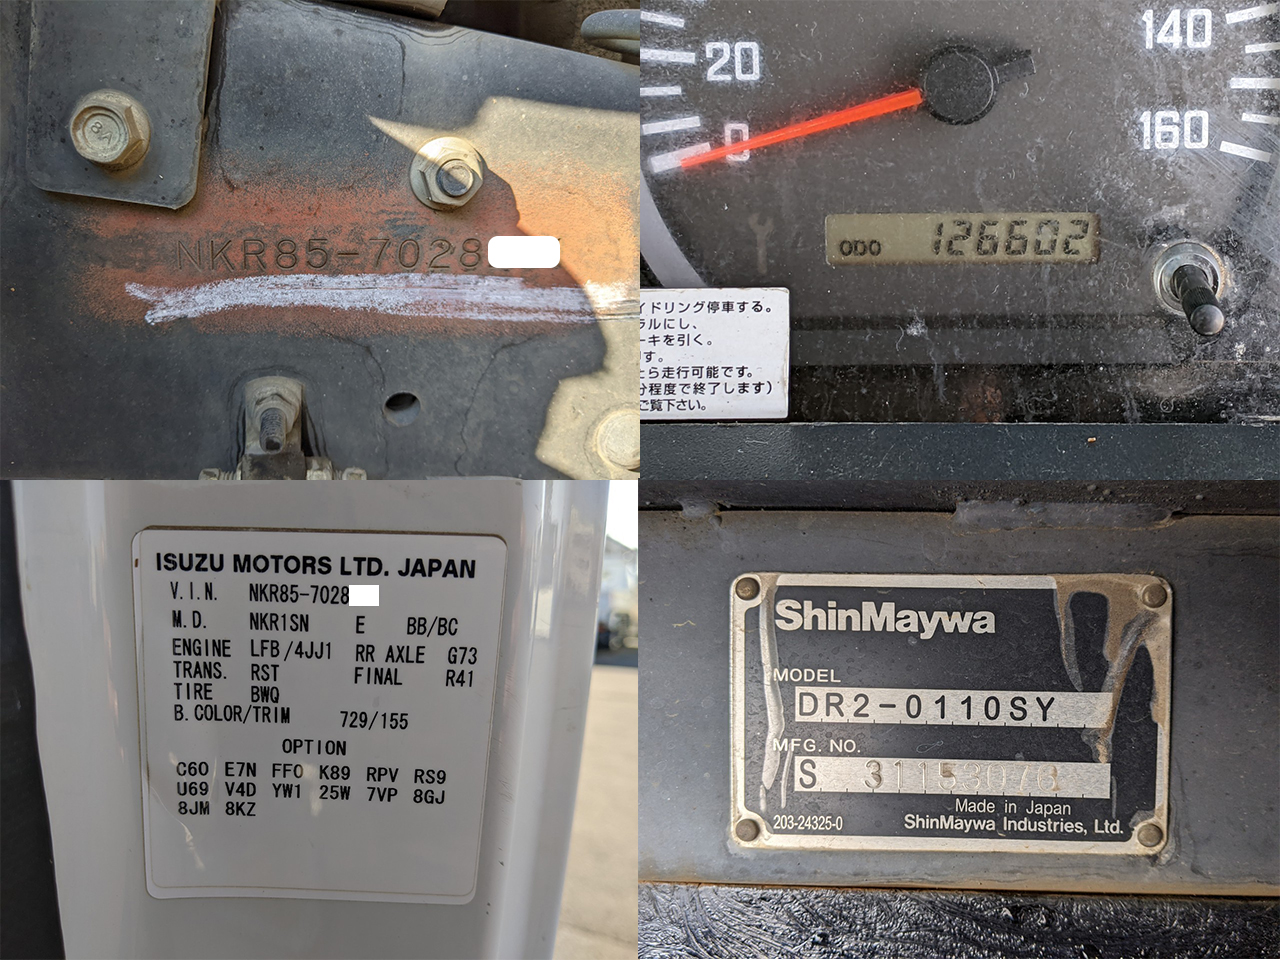 NKR85-7028
20
0
140
160
ODO 126602
イドリング停車する。
ラルにし、
ーキを引く。
す。
たら走行可能です。
分程度で終了します)
ご覧下さい。
ISUZU MOTORS LTD. JAPAN
V.I.N. NKR85-7028
M.D. NKR1SN E BB/BC
ENGINE LFB/4JJ1 RR AXLE G73
TRANS. RST FINAL R41
TIRE BWQ
B.COLOR/TRIM 729/155
OPTION
C60 E7N FF0 K89 RPV RS9
U69 V4D YW1 25W 7VP 8GJ
8JM 8KZ
ShinMaywa
MODEL
DR2-0110SY
MFG. NO.
S 31153076
Made in Japan
203-24325-0 ShinMaywa Industries, Ltd.